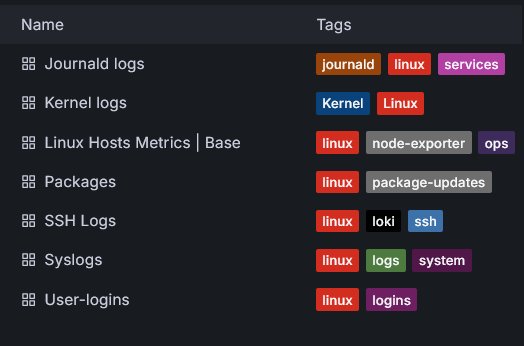 Name Tags
Journald logs journald linux services
Kernel logs Kernel Linux
Linux Hosts Metrics | Base linux node-exporter ops
Packages linux package-updates
SSH Logs linux loki ssh
Syslogs linux logs system
User-logins linux logins